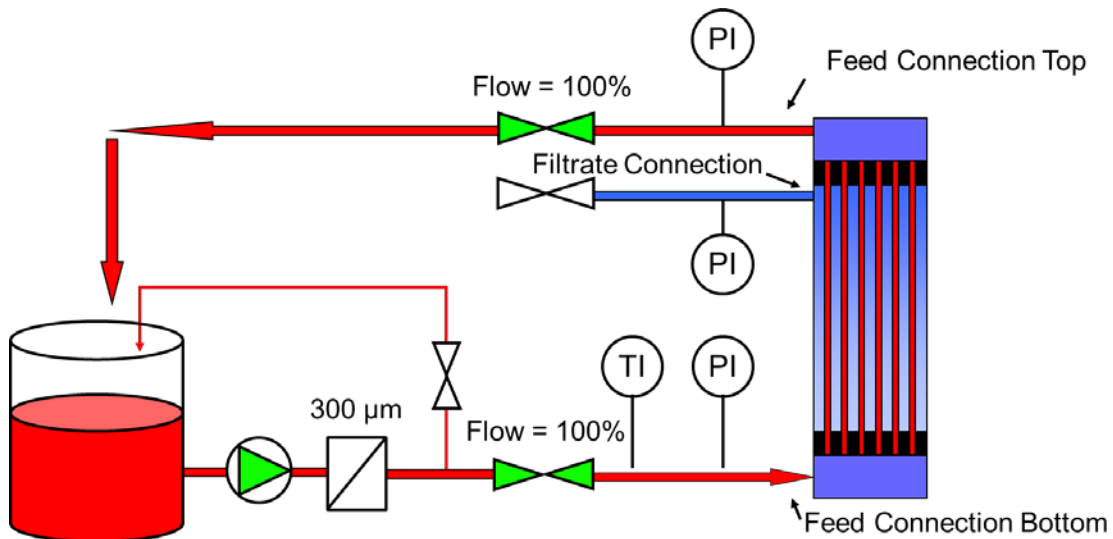 PI
Feed Connection Top
Flow = 100%
Filtrate Connection
PI
TI
PI
300 µm
Flow = 100%
Feed Connection Bottom